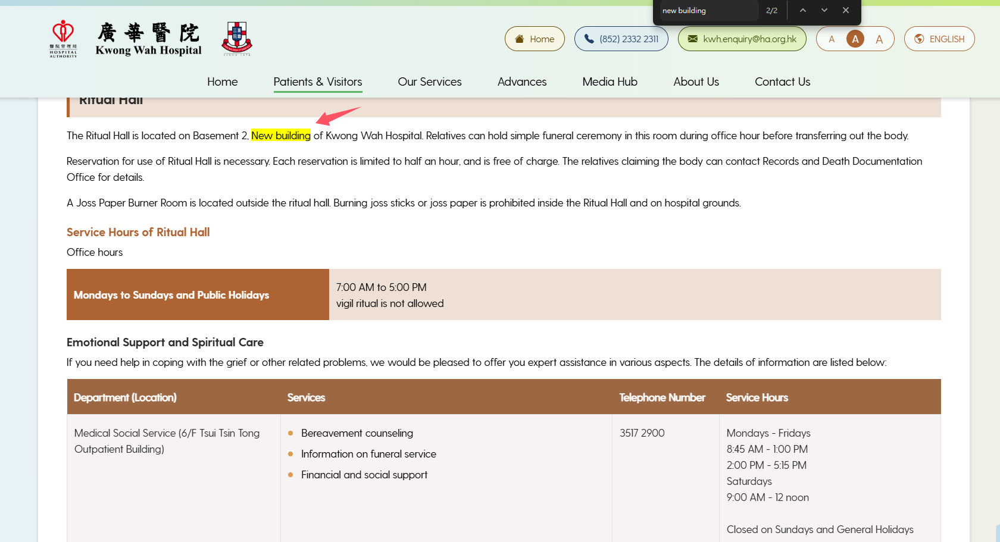 new building 2/2
醫院管理局
HOSPITAL
AUTHORITY
廣華醫院
Kwong Wah Hospital
Home
(852) 2332 2311
kwh.enquiry@ha.org.hk
A A A
ENGLISH
Home Patients & Visitors Our Services Advances Media Hub About Us Contact Us
Ritual Hall
The Ritual Hall is located on Basement 2, New building of Kwong Wah Hospital. Relatives can hold simple funeral ceremony in this room during office hour before transferring out the body.
Reservation for use of Ritual Hall is necessary. Each reservation is limited to half an hour, and is free of charge. The relatives claiming the body can contact Records and Death Documentation
Office for details.
A Joss Paper Burner Room is located outside the ritual hall. Burning joss sticks or joss paper is prohibited inside the Ritual Hall and on hospital grounds.
Service Hours of Ritual Hall
Office hours
Mondays to Sundays and Public Holidays
7:00 AM to 5:00 PM
vigil ritual is not allowed
Emotional Support and Spiritual Care
If you need help in coping with the grief or other related problems, we would be pleased to offer you expert assistance in various aspects. The details of information are listed below:
Department (Location) Services Telephone Number Service Hours
Medical Social Service (6/F Tsui Tsin Tong
Outpatient Building)
Bereavement counseling
Information on funeral service
Financial and social support
3517 2900
Mondays - Fridays
8:45 AM - 1:00 PM
2:00 PM - 5:15 PM
Saturdays
9:00 AM - 12 noon
Closed on Sundays and General Holidays